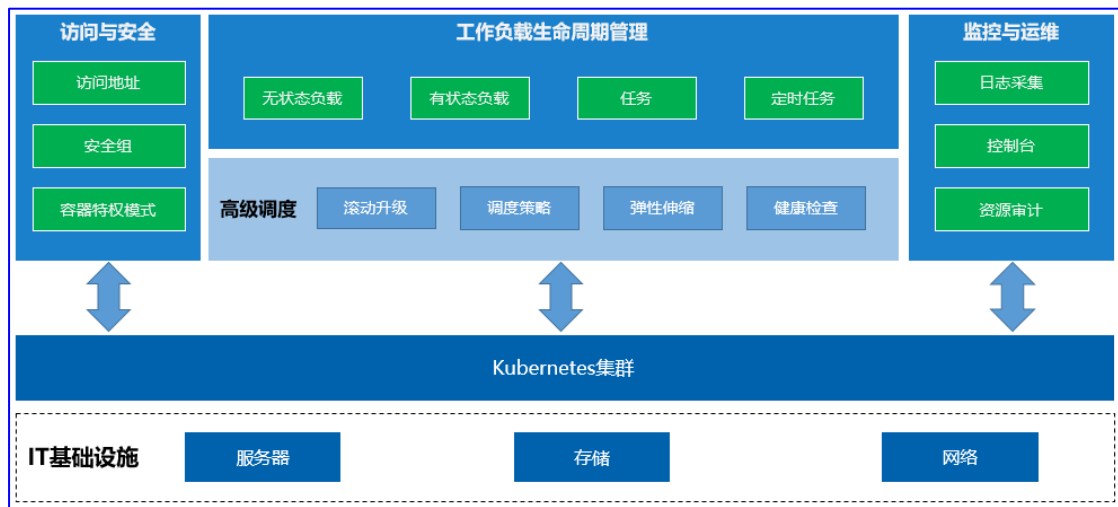 访问与安全
访问地址
安全组
容器特权模式
工作负载生命周期管理
无状态负载
有状态负载
任务
定时任务
高级调度
滚动升级
调度策略
弹性伸缩
健康检查
监控与运维
日志采集
控制台
资源审计
Kubernetes集群
IT基础设施
服务器
存储
网络